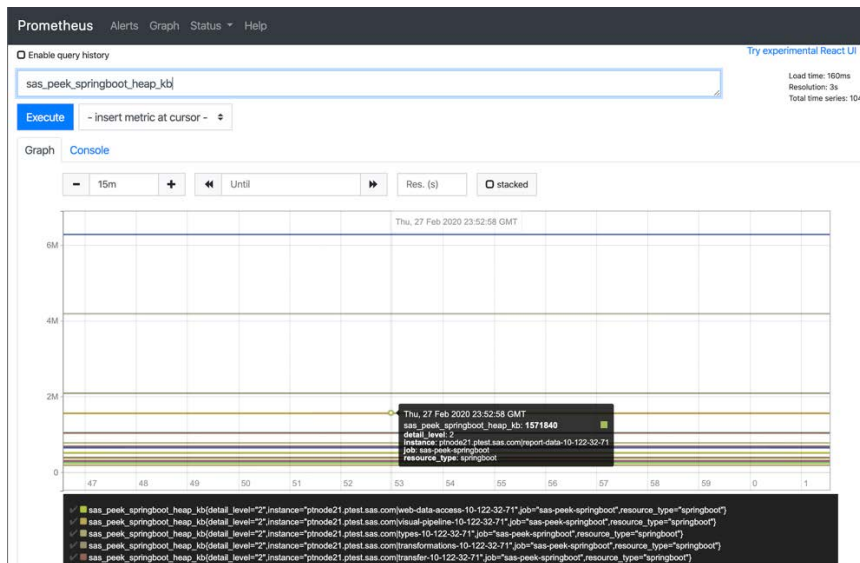 Prometheus Alerts Graph Status Help
Enable query history
Try experimental React UI
sas_peek_springboot_heap_kb
Load time: 160ms
Resolution: 3s
Total time series: 104
Execute - insert metric at cursor -
Graph Console
- 15m + Until Res. (s) stacked
Thu, 27 Feb 2020 23:52:58 GMT
6M
4M
2M
0
Thu, 27 Feb 2020 23:52:58 GMT
sas_peek_springboot_heap_kb: 1571840
detail_level: 2
instance: ptnode21.ptest.sas.com|report-data-10-122-32-71
job: sas-peek-springboot
resource_type: springboot
47 48 49 50 51 52 53 54 55 56 57 58 59 0 1
sas_peek_springboot_heap_kb{detail_level="2",instance="ptnode21.ptest.sas.com|web-data-access-10-122-32-71",job="sas-peek-springboot",resource_type="springboot"}
sas_peek_springboot_heap_kb{detail_level="2",instance="ptnode21.ptest.sas.com|visual-pipeline-10-122-32-71",job="sas-peek-springboot",resource_type="springboot"}
sas_peek_springboot_heap_kb{detail_level="2",instance="ptnode21.ptest.sas.com|types-10-122-32-71",job="sas-peek-springboot",resource_type="springboot"}
sas_peek_springboot_heap_kb{detail_level="2",instance="ptnode21.ptest.sas.com|transformations-10-122-32-71",job="sas-peek-springboot",resource_type="springboot"}
sas_peek_springboot_heap_kb{detail_level="2",instance="ptnode21.ptest.sas.com|transfer-10-122-32-71",job="sas-peek-springboot",resource_type="springboot"}